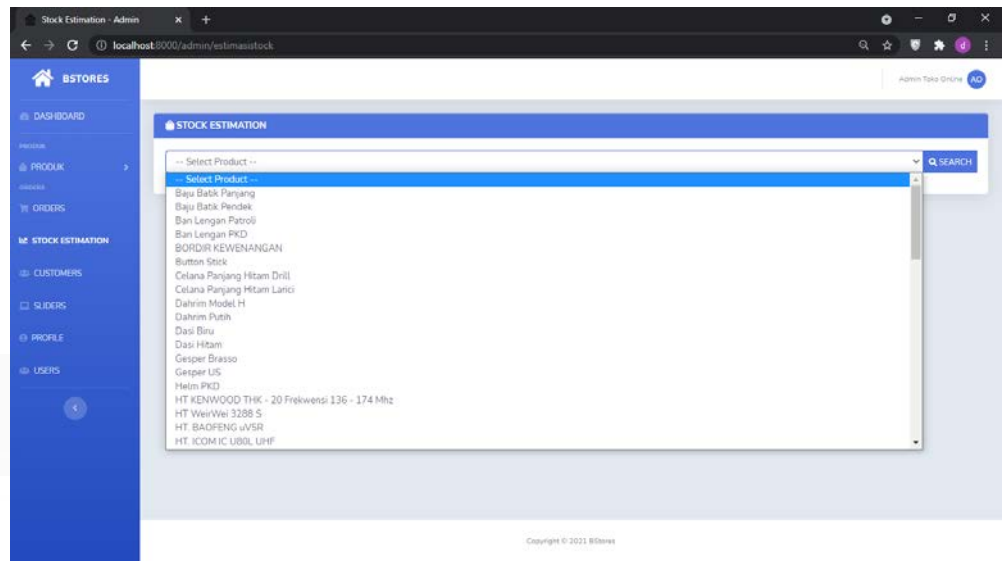 Stock Estimation - Admin
localhost:8000/admin/estimasistock
d
BSTORES
Admin Toko Online AO
DASHBOARD
PRODUK
PRODUK
ORDERS
ORDERS
STOCK ESTIMATION
CUSTOMERS
SLIDERS
PROFILE
USERS
STOCK ESTIMATION
-- Select Product --
SEARCH
-- Select Product --
Baju Batik Panjang
Baju Batik Pendek
Ban Lengan Patroli
Ban Lengan PKD
BORDIR KEWENANGAN
Button Stick
Celana Panjang Hitam Drill
Celana Panjang Hitam Larici
Dahrim Model H
Dahrim Putih
Dasi Biru
Dasi Hitam
Gesper Brasso
Gesper US
Helm PKD
HT KENWOOD THK - 20 Frekwensi 136 - 174 Mhz
HT WeirWei 3288 S
HT. BAOFENG uV5R
HT. ICOM IC U80L UHF
Copyright © 2021 BStores